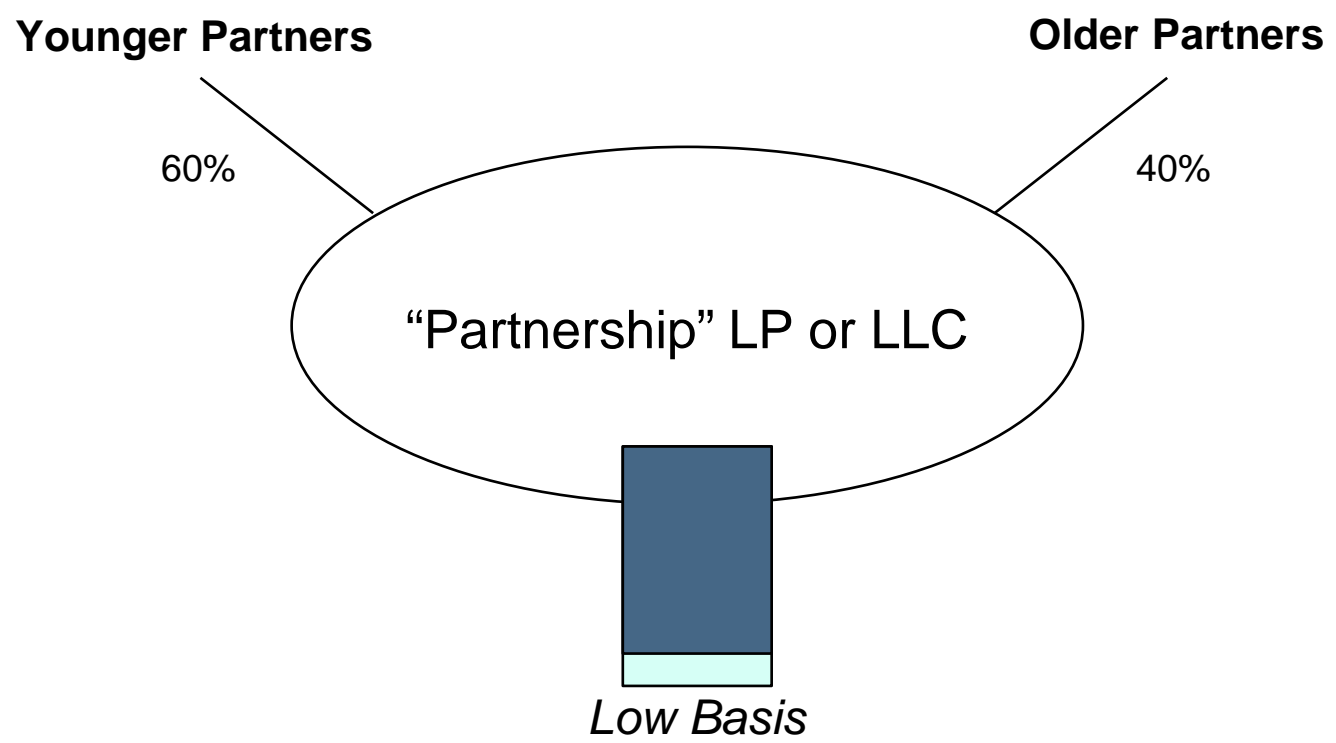 Younger Partners
Older Partners
60%
40%
“Partnership” LP or LLC
Low Basis